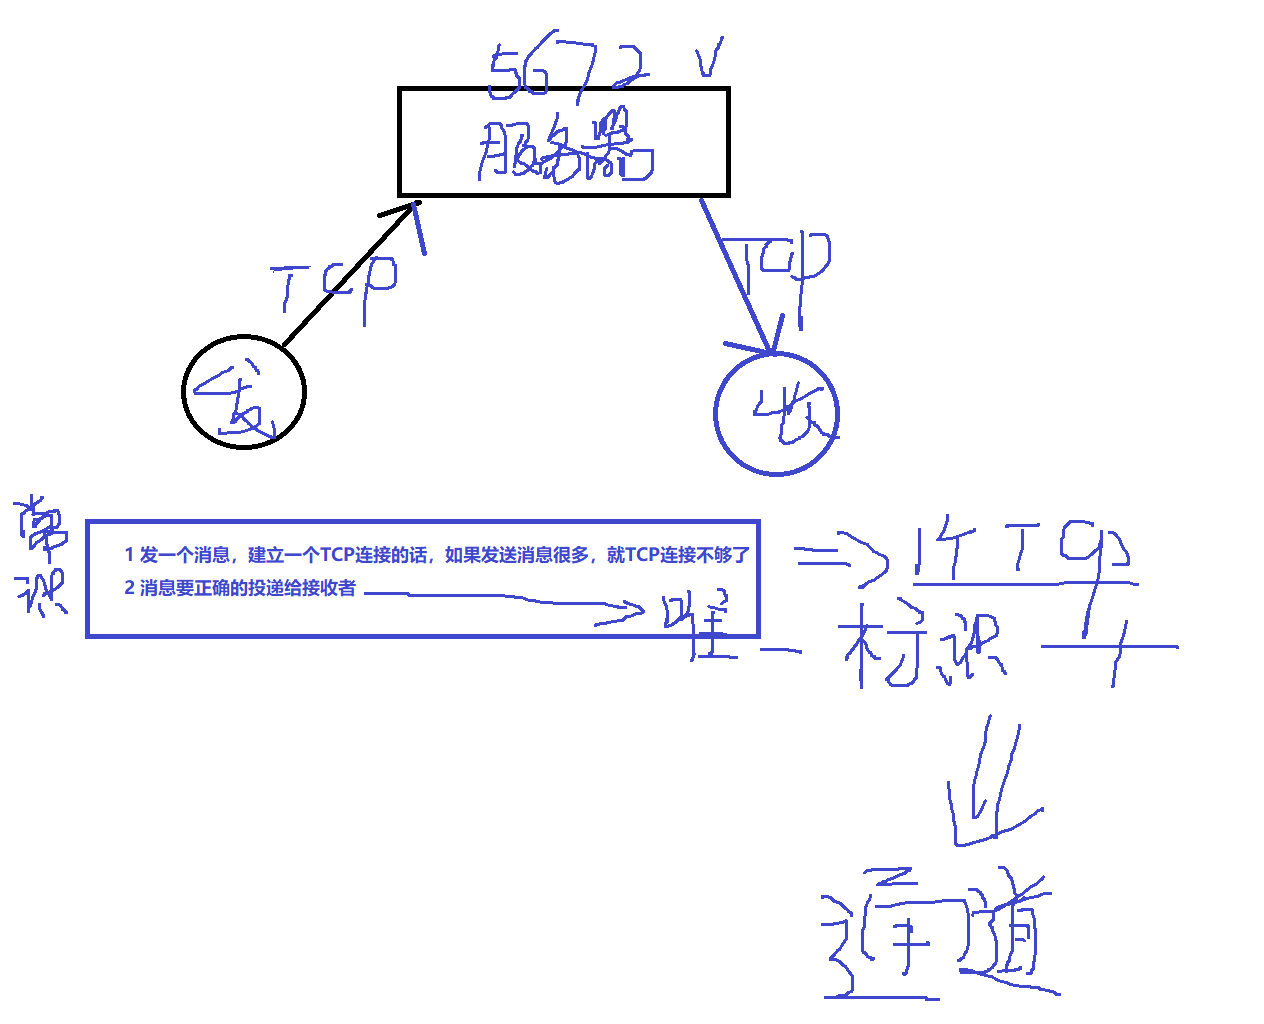 5672 V
服务器
TCP
TCP
发
收
常识
1 发一个消息，建立一个TCP连接的话，如果发送消息很多，就TCP连接不够了
2 消息要正确的投递给接收者
唯一
1个TCP
标识 +
通道